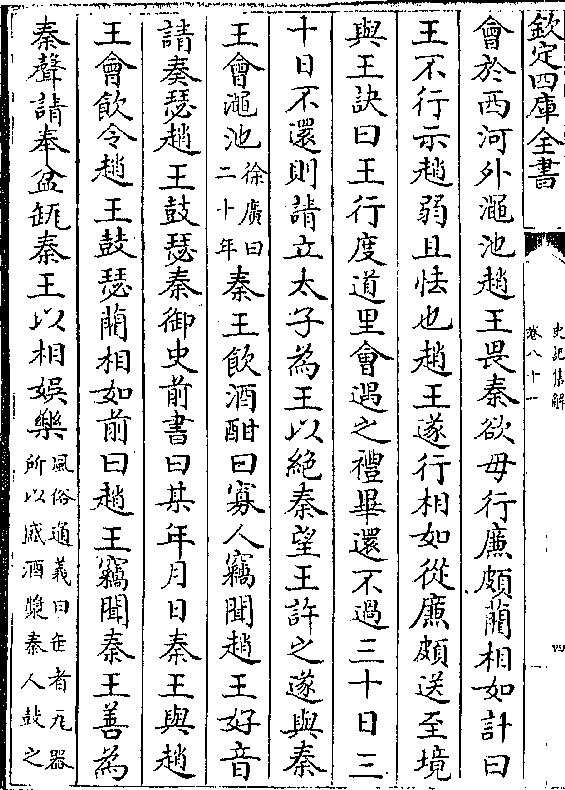 欽定四庫全書
史記集解
卷八十一
會於西河外澠池趙王畏秦欲毋行廉頗藺相如計曰
王不行示趙弱且怯也趙王遂行相如從廉頗送至境
與王訣曰王行度道里會遇之禮畢還不過三十日三
十日不還則請立太子為王以絶秦望王許之遂與秦
王會澠池徐廣曰二十年秦王飲酒酣曰寡人竊聞趙王好音
請奏瑟趙王鼓瑟秦御史前書曰某年月日秦王與趙
王會飲令趙王鼓瑟藺相如前曰趙王竊聞秦王善為
秦聲請奉盆缻秦王以相娛樂風俗通義曰缶者瓦器所以盛酒漿秦人鼓之